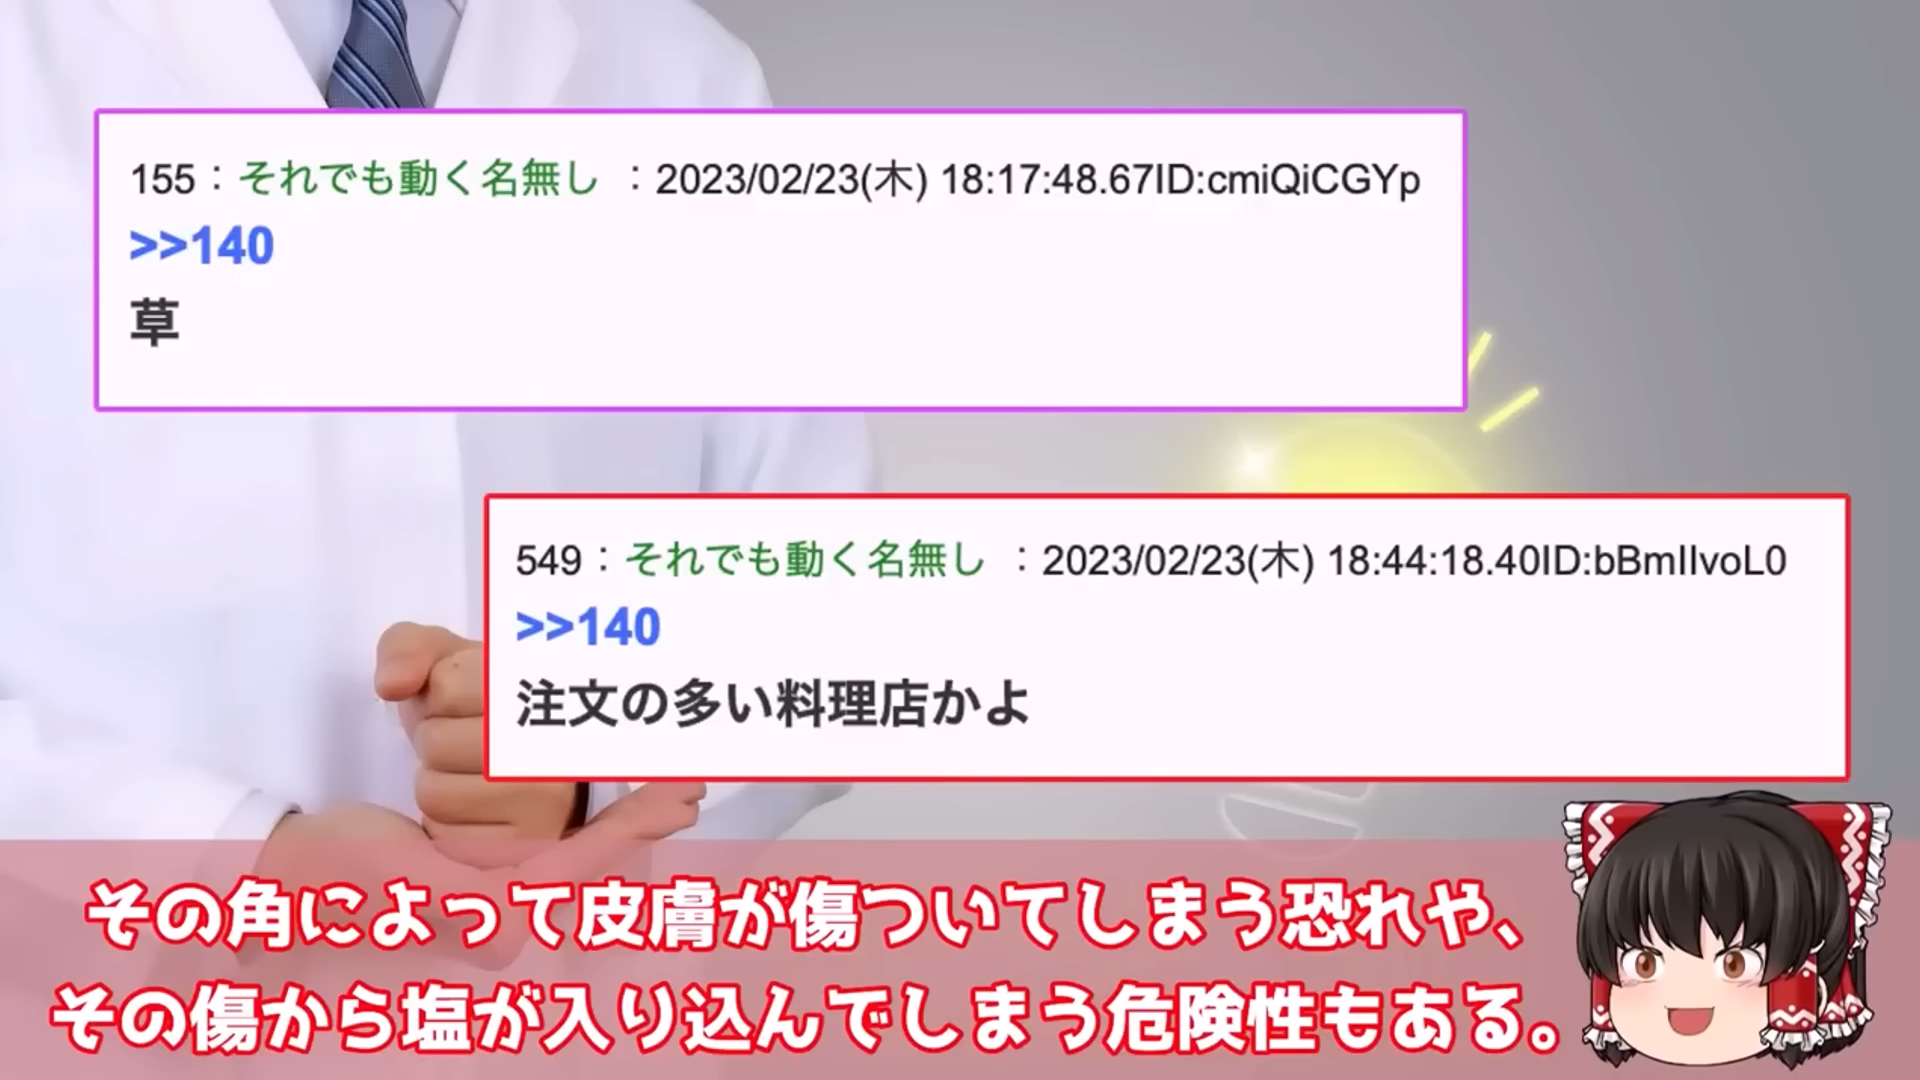 155：それでも動く名無し ：2023/02/23(木) 18:17:48.67ID:cmiQiCGYp
>>140
草
549：それでも動く名無し ：2023/02/23(木) 18:44:18.40ID:bBmIIvoL0
>>140
注文の多い料理店かよ
その角によって皮膚が傷ついてしまう恐れや、
その傷から塩が入り込んでしまう危険性もある。